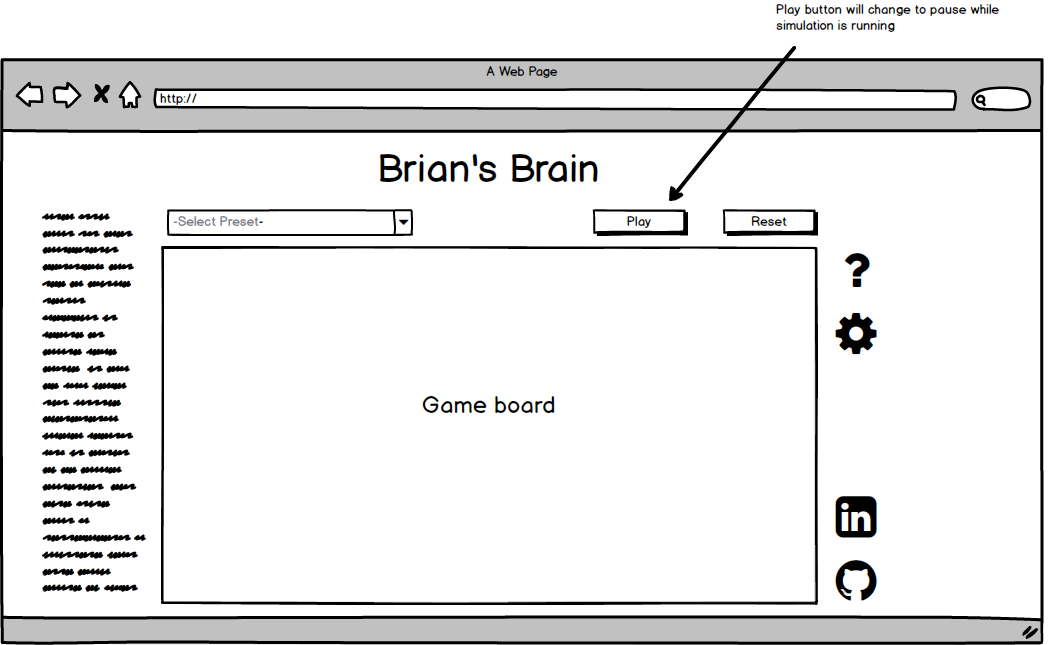 Play button will change to pause while
simulation is running
A Web Page
http://
Brian's Brain
-Select Preset-
Play
Reset
?
Game board
in